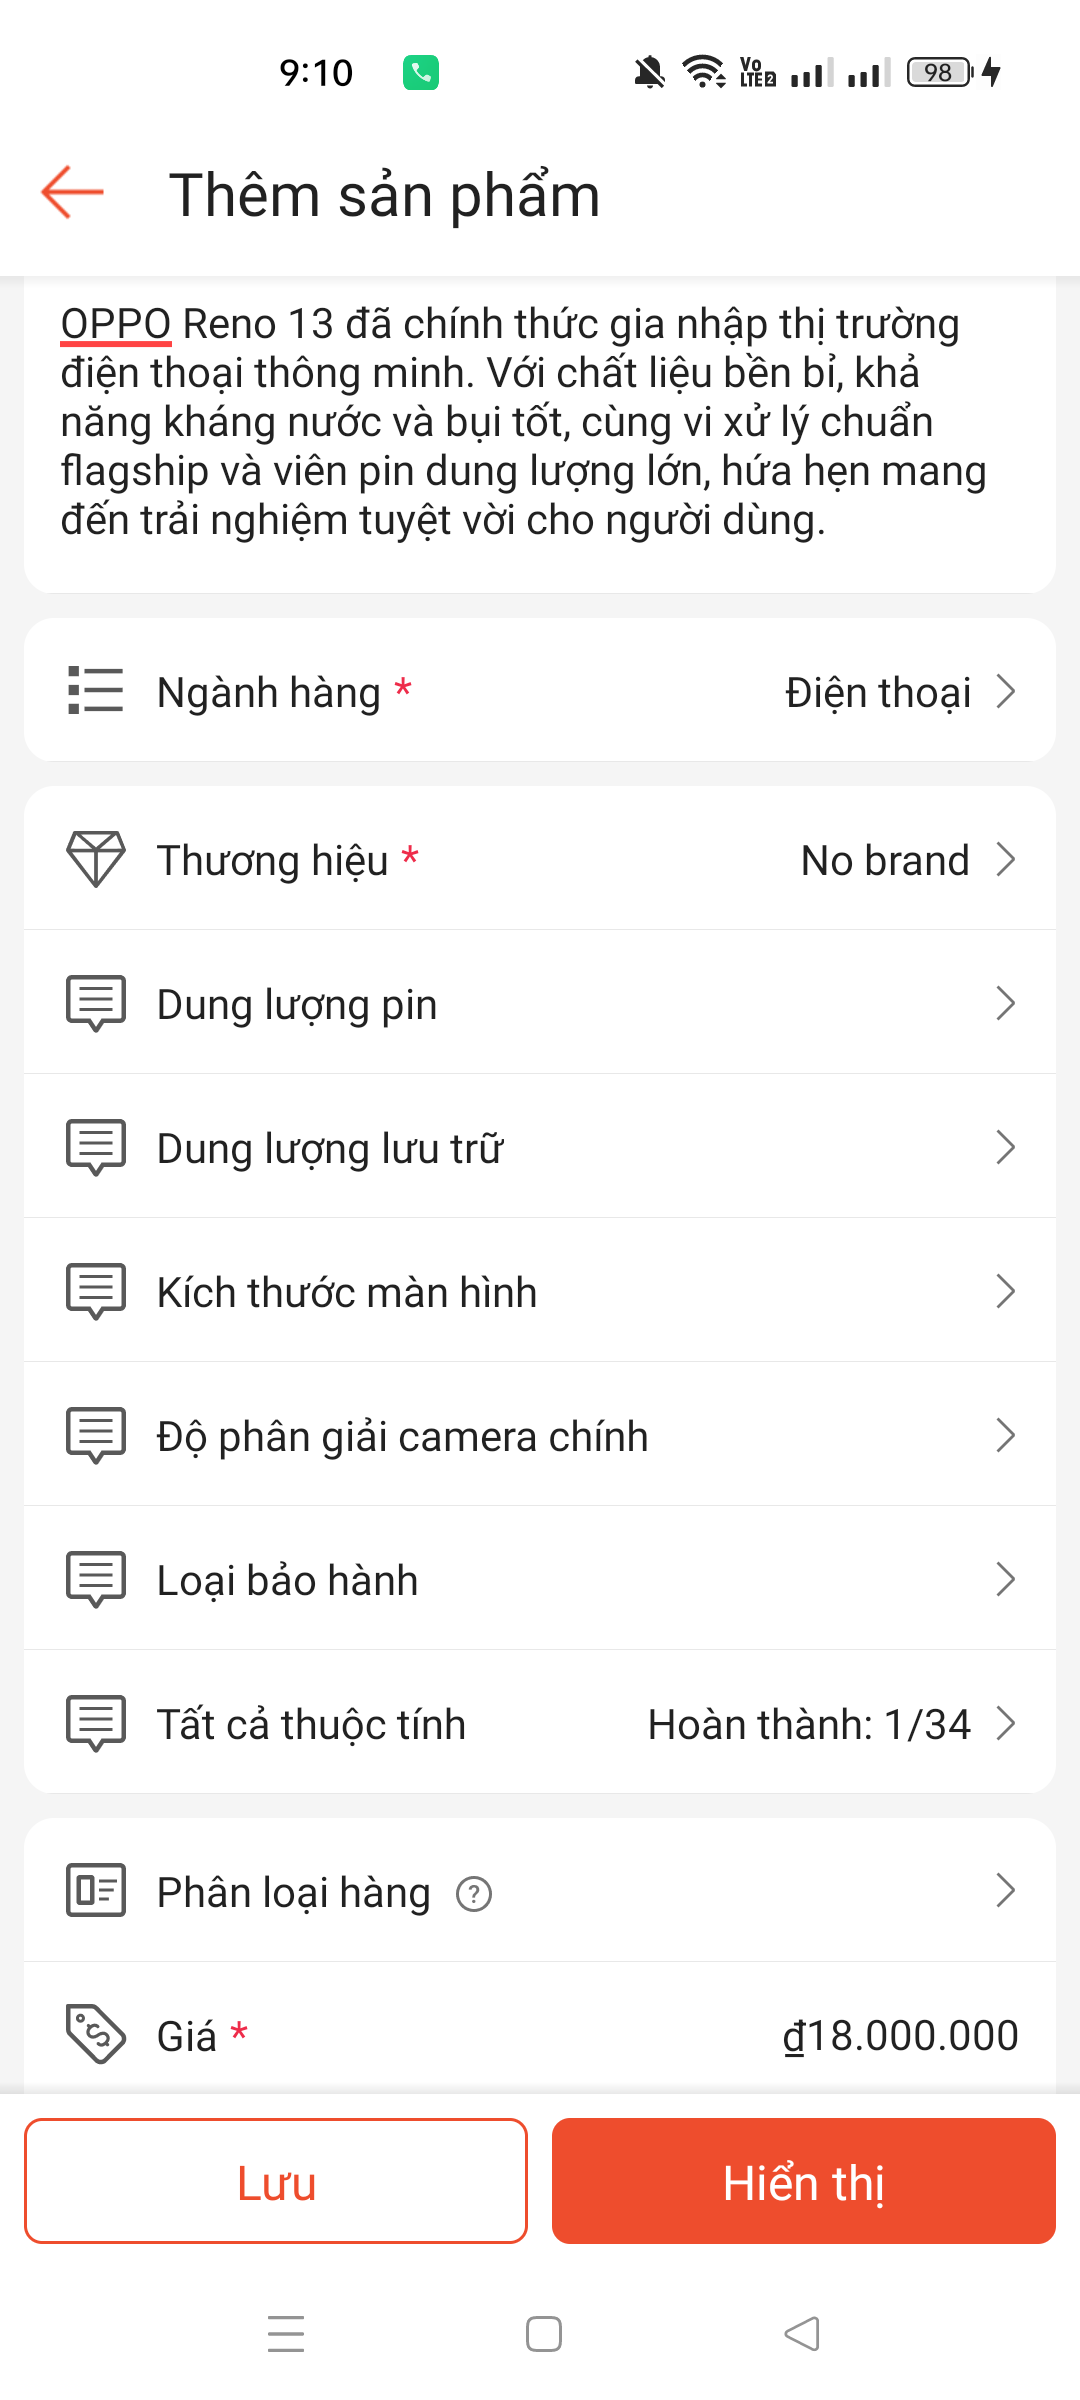 9:10
Vo
LTE2
98
Thêm sản phẩm
OPPO Reno 13 đã chính thức gia nhập thị trường
điện thoại thông minh. Với chất liệu bền bỉ, khả
năng kháng nước và bụi tốt, cùng vi xử lý chuẩn
flagship và viên pin dung lượng lớn, hứa hẹn mang
đến trải nghiệm tuyệt vời cho người dùng.
Ngành hàng * Điện thoại
Thương hiệu * No brand
Dung lượng pin
Dung lượng lưu trữ
Kích thước màn hình
Độ phân giải camera chính
Loại bảo hành
Tất cả thuộc tính Hoàn thành: 1/34
Phân loại hàng ?
Giá * ₫18.000.000
Lưu Hiển thị